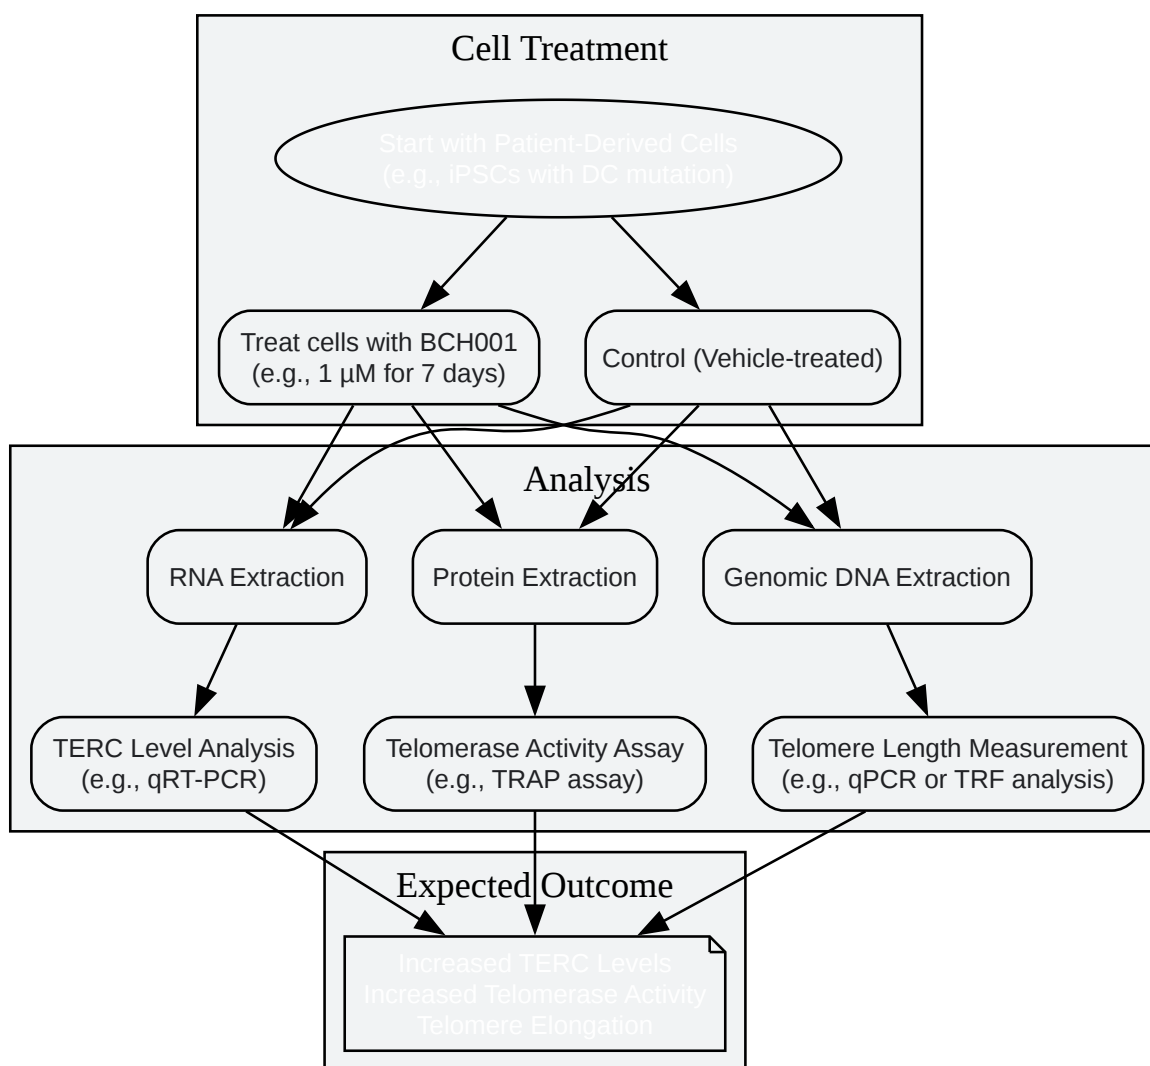 Cell Treatment
Start with Patient-Derived Cells
(e.g., iPSCs with DC mutation)
Treat cells with BCH001
(e.g., 1 µM for 7 days)
Control (Vehicle-treated)
Analysis
RNA Extraction
Protein Extraction
Genomic DNA Extraction
TERC Level Analysis
(e.g., qRT-PCR)
Telomerase Activity Assay
(e.g., TRAP assay)
Telomere Length Measurement
(e.g., qPCR or TRF analysis)
Expected Outcome
Increased TERC Levels
Increased Telomerase Activity
Telomere Elongation